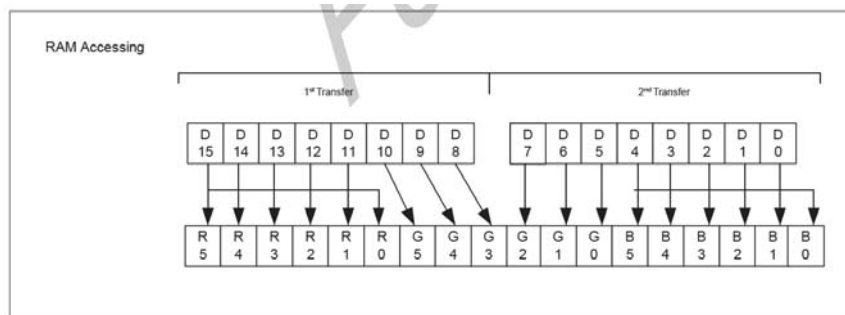 RAM Accessing
1st Transfer 2nd Transfer
D D D D D D D D D D D D D D D D
15 14 13 12 11 10 9 8 7 6 5 4 3 2 1 0
R R R R R R G G G G G G B B B B B B
5 4 3 2 1 0 5 4 3 2 1 0 5 4 3 2 1 0